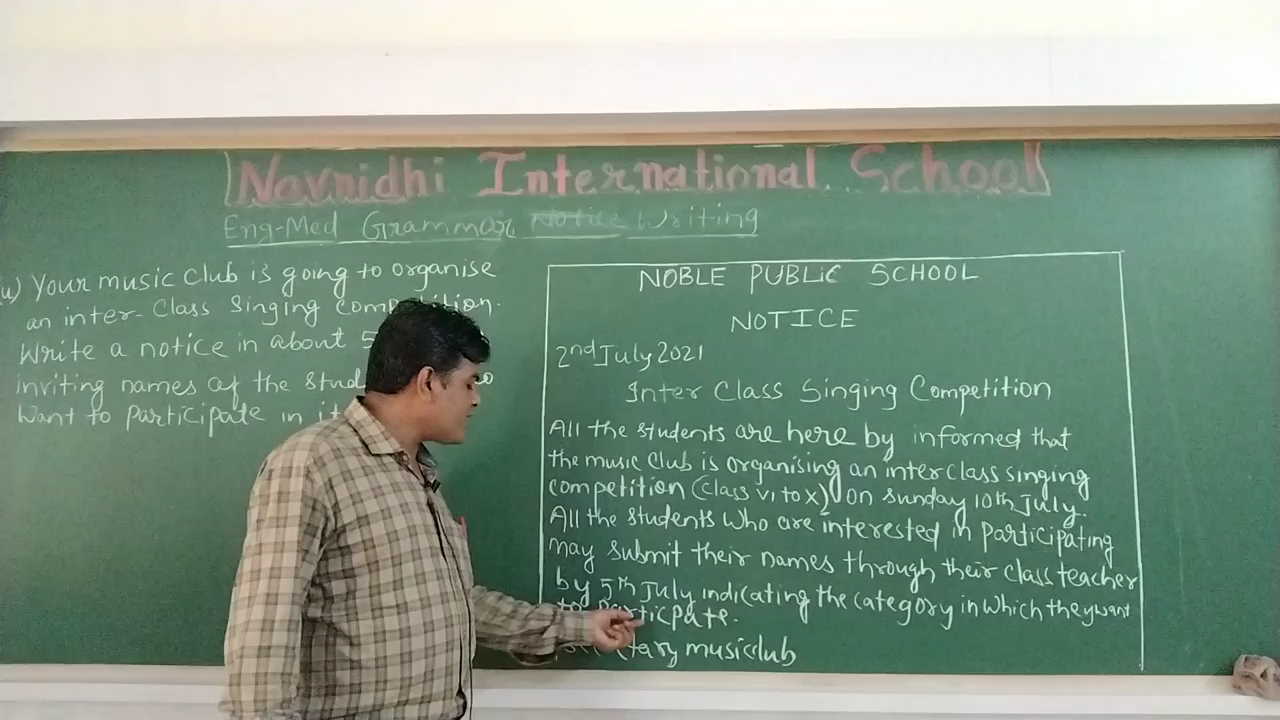 Navnidhi International School
Eng-Med Grammar Notice Writing
(u) Your music club is going to organise
an inter-Class Singing competition.
Write a notice in about
inviting names of the
want to participate in it
NOBLE PUBLIC SCHOOL
NOTICE
2nd July 2021
Inter Class Singing Competition
All the students are here by informed that
the music club is organising an inter class singing
competition (class VI to X) on Sunday 10th July.
All the students who are interested in participating
may submit their names through their class teacher
by 5th July indicating the category in which they want
to participate.
musicclub